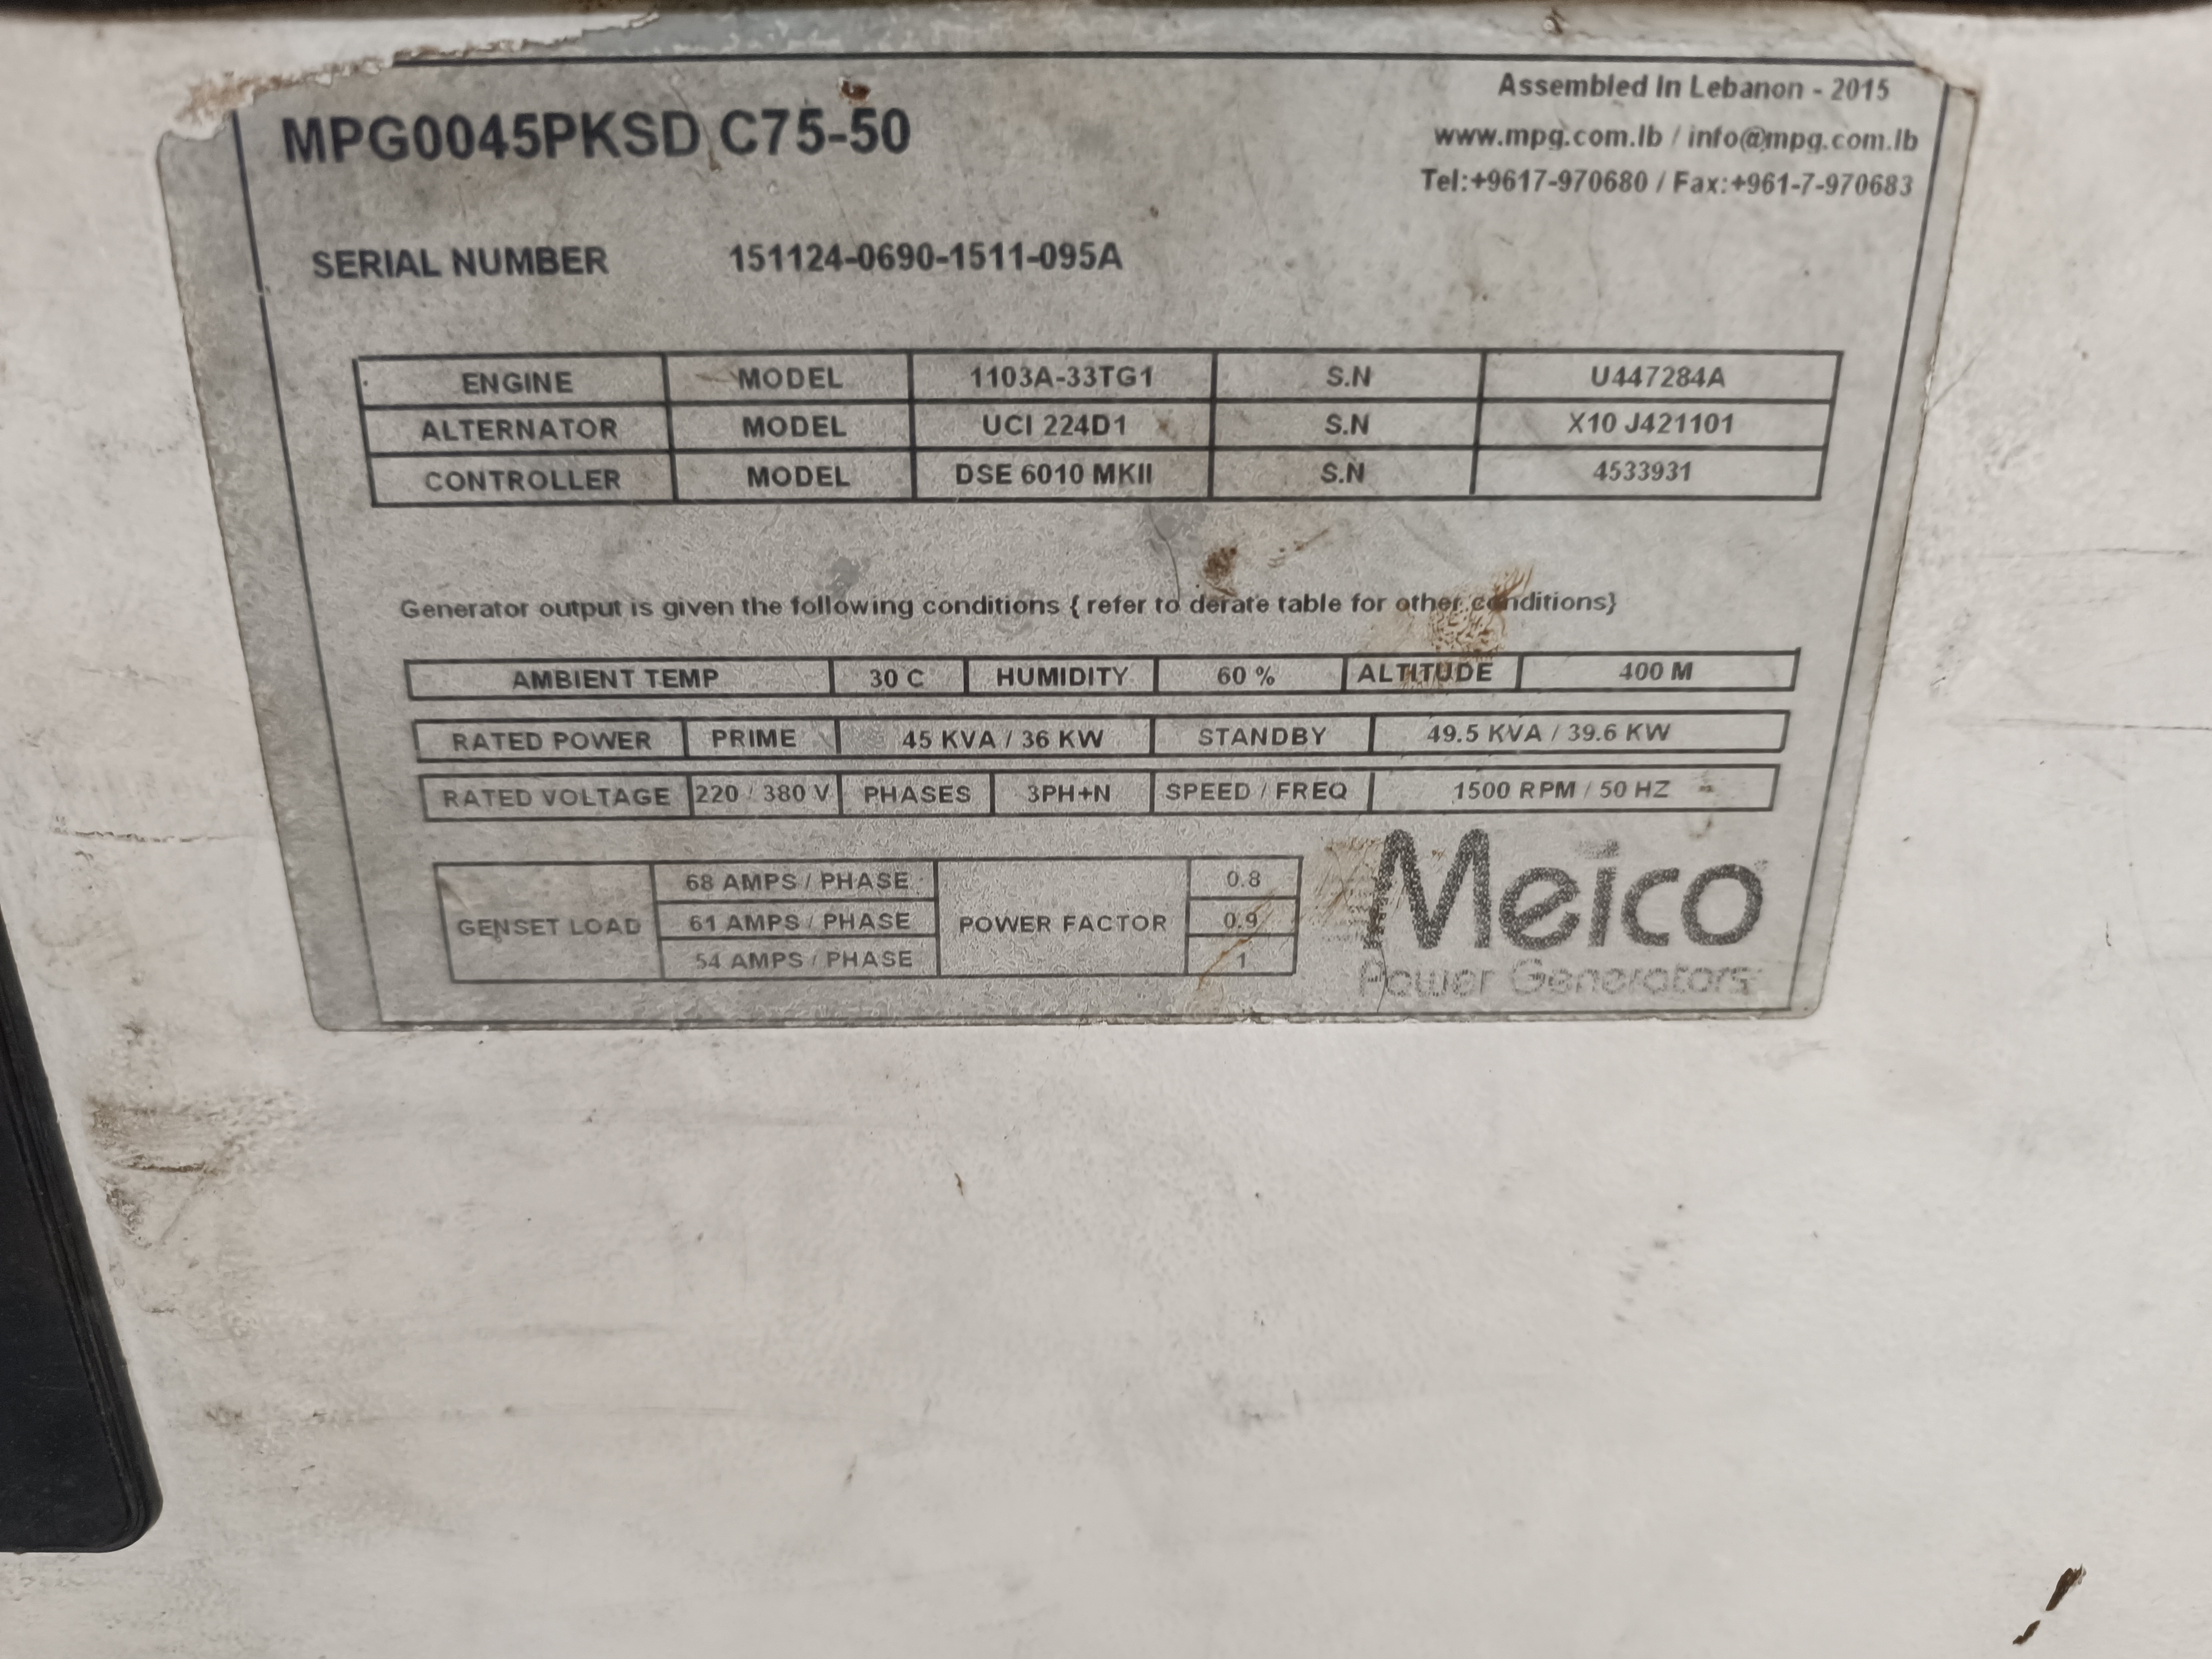 Assembled In Lebanon - 2015
MPG0045PKSD C75-50
www.mpg.com.lb / info@mpg.com.lb
Tel:+9617-970680 / Fax:+961-7-970683
SERIAL NUMBER 151124-0690-1511-095A
ENGINE MODEL 1103A-33TG1 S.N U447284A
ALTERNATOR MODEL UCI 224D1 S.N X10 J421101
CONTROLLER MODEL DSE 6010 MKII S.N 4533931
Generator output is given the following conditions { refer to derate table for other conditions}
AMBIENT TEMP 30 C HUMIDITY 60 % ALTITUDE 400 M
RATED POWER PRIME 45 KVA / 36 KW STANDBY 49.5 KVA / 39.6 KW
RATED VOLTAGE 220 / 380 V PHASES 3PH+N SPEED / FREQ 1500 RPM / 50 HZ
GENSET LOAD
68 AMPS / PHASE
61 AMPS / PHASE
54 AMPS / PHASE
POWER FACTOR
0.8
0.9
1
Meico
Power Generators